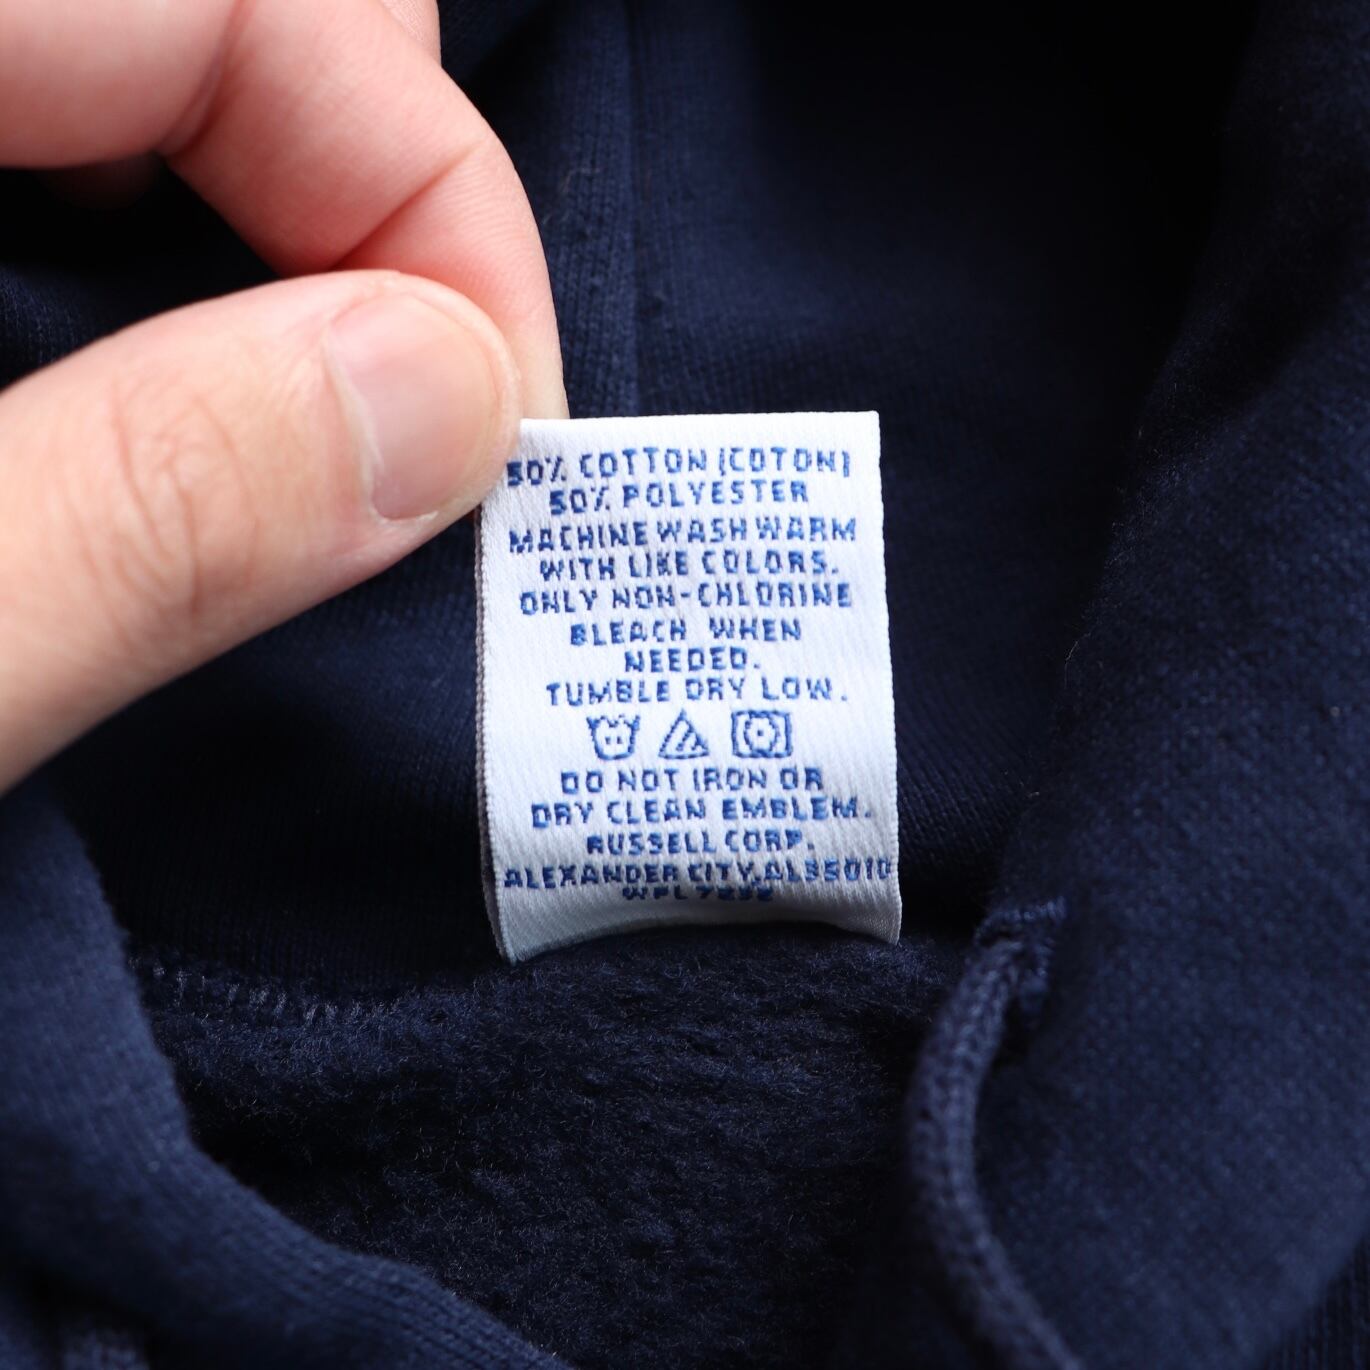 50% COTTON (COTON)
50% POLYESTER
MACHINE WASH WARM
WITH LIKE COLORS.
ONLY NON-CHLORINE
BLEACH WHEN
NEEDED.
TUMBLE DRY LOW.
DO NOT IRON OR
DRY CLEAN EMBLEM.
RUSSELL CORP.
ALEXANDER CITY,AL35010
WPL